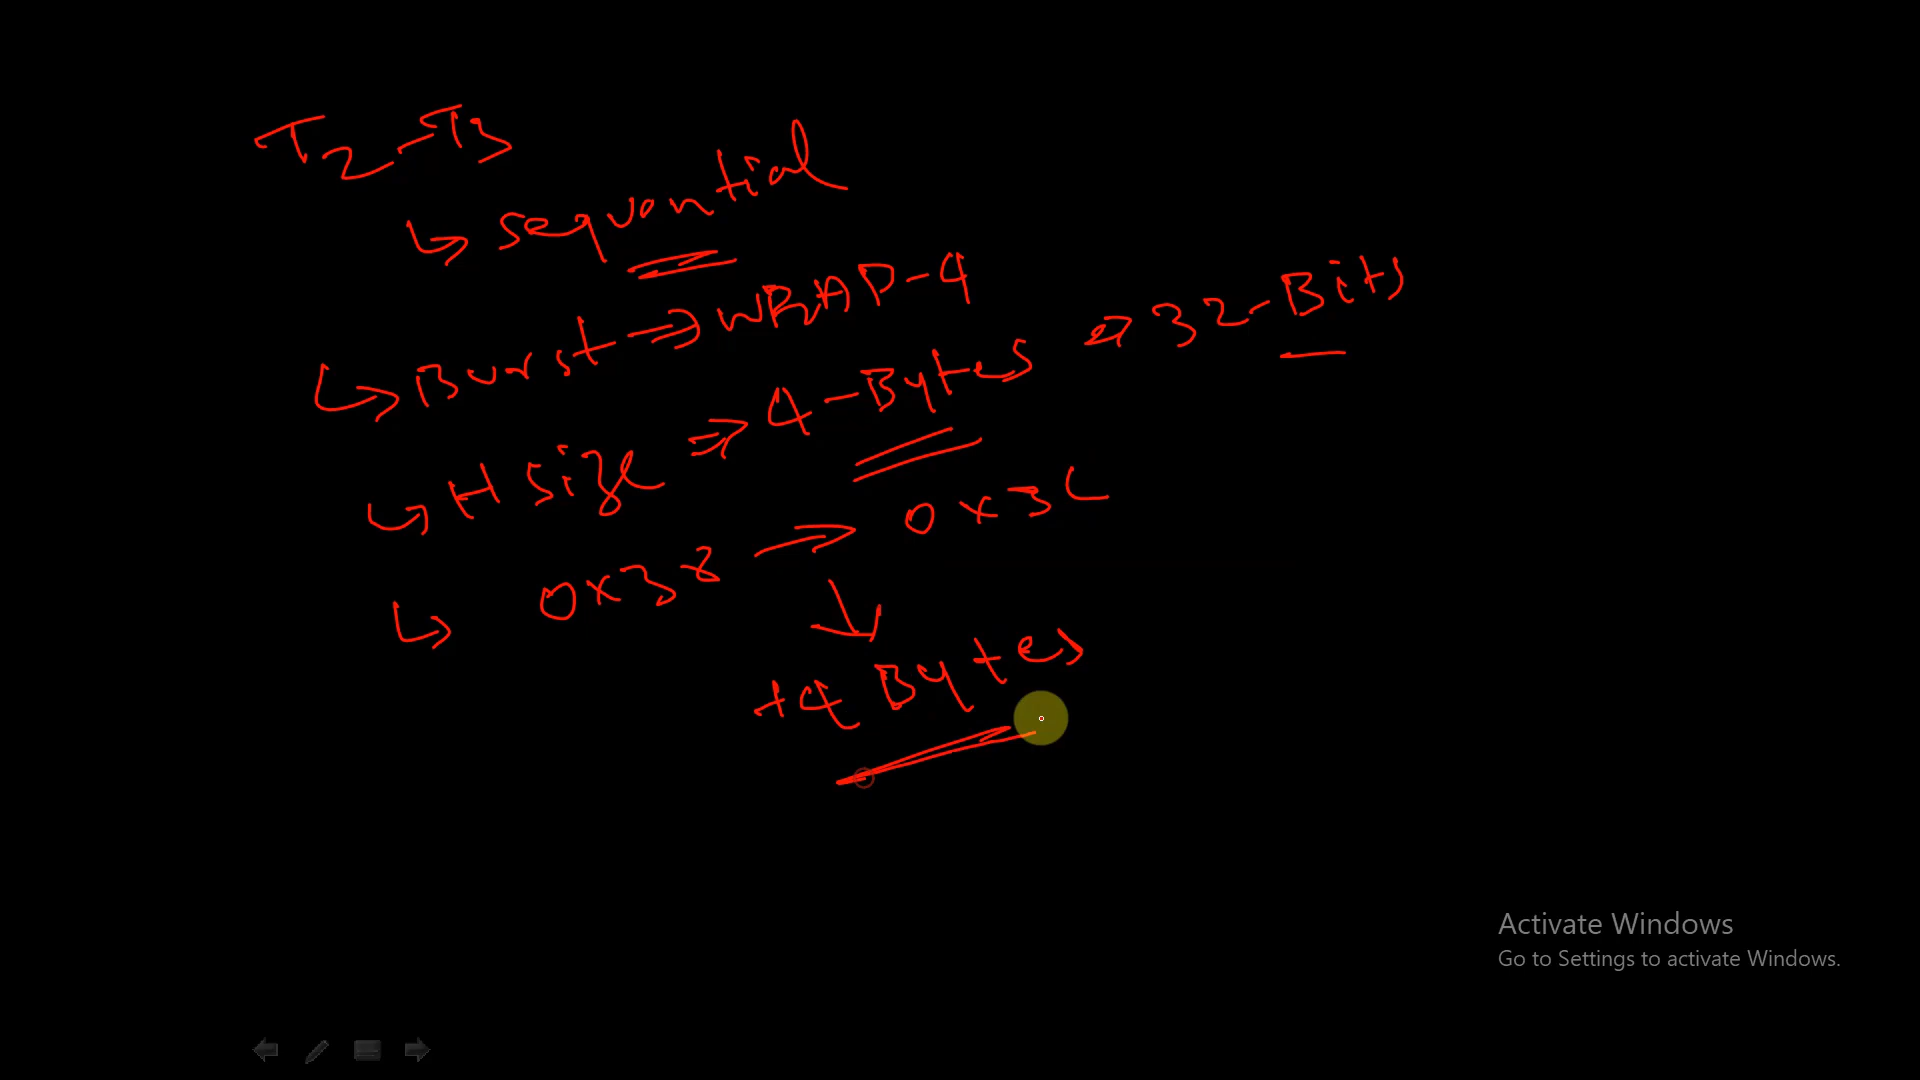 T2-T3
↳ sequential
↳ Burst ⇒ WRAP-4
↳ H size ⇒ 4-Bytes ⇒ 32-Bits
↳ 0x38 → 0x3C
↓
+4 Bytes
Activate Windows
Go to Settings to activate Windows.